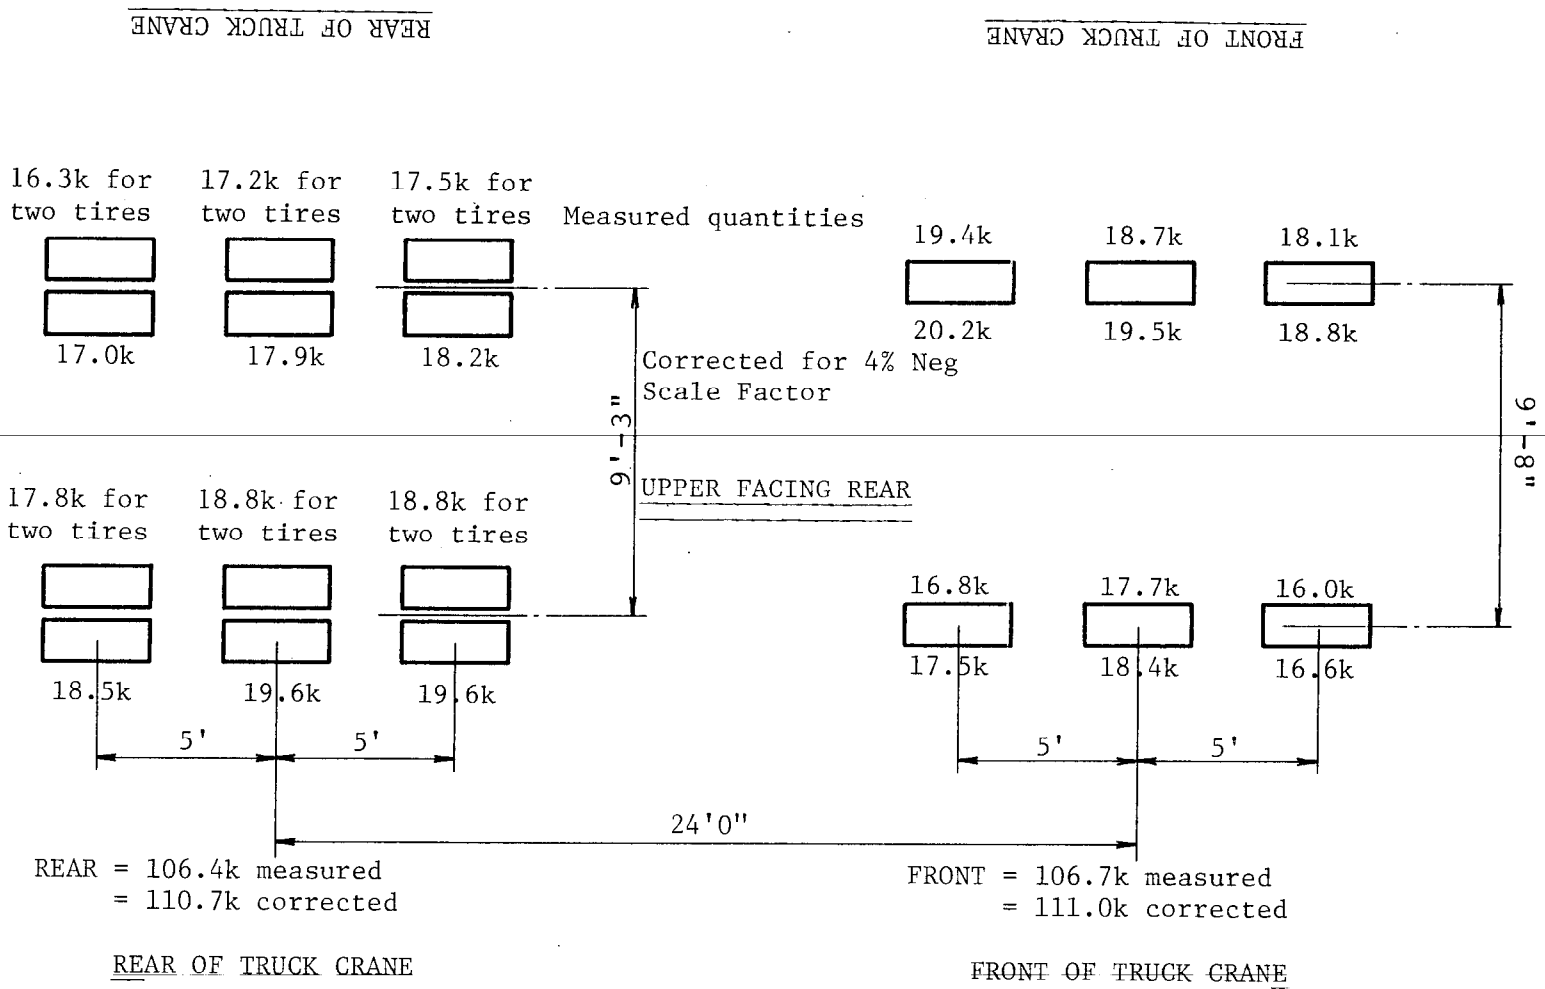 REAR OF TRUCK CRANE
FRONT OF TRUCK CRANE
16.3k for 17.2k for 17.5k for
two tires two tires two tires Measured quantities
19.4k 18.7k 18.1k
20.2k 19.5k 18.8k
17.0k 17.9k 18.2k
Corrected for 4% Neg
Scale Factor
9'-3"
8-'6
"
UPPER FACING REAR
17.8k for 18.8k for 18.8k for
two tires two tires two tires
16.8k 17.7k 16.0k
17.5k 18.4k 16.6k
18.5k 19.6k 19.6k
5' 5'
5' 5'
24'0"
REAR = 106.4k measured
= 110.7k corrected
FRONT = 106.7k measured
= 111.0k corrected
REAR OF TRUCK CRANE
FRONT OF TRUCK CRANE